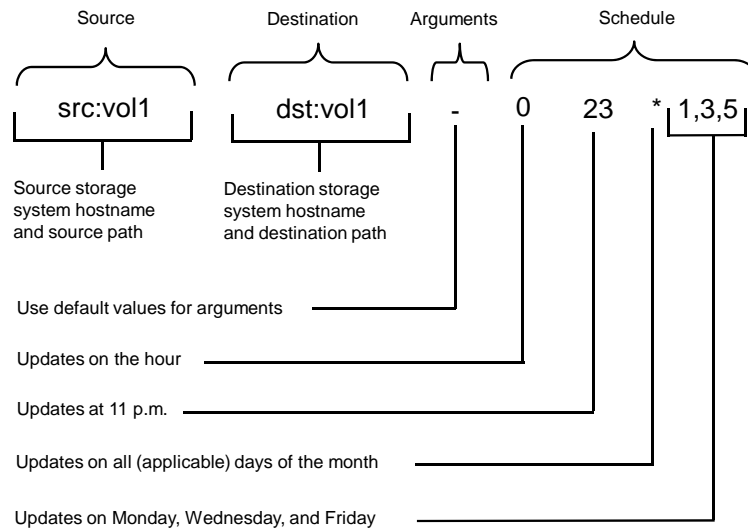 Source Destination Arguments Schedule
src:vol1 dst:vol1 - 0 23 * 1,3,5
Source storage
system hostname
and source path
Destination storage
system hostname
and destination path
Use default values for arguments
Updates on the hour
Updates at 11 p.m.
Updates on all (applicable) days of the month
Updates on Monday, Wednesday, and Friday